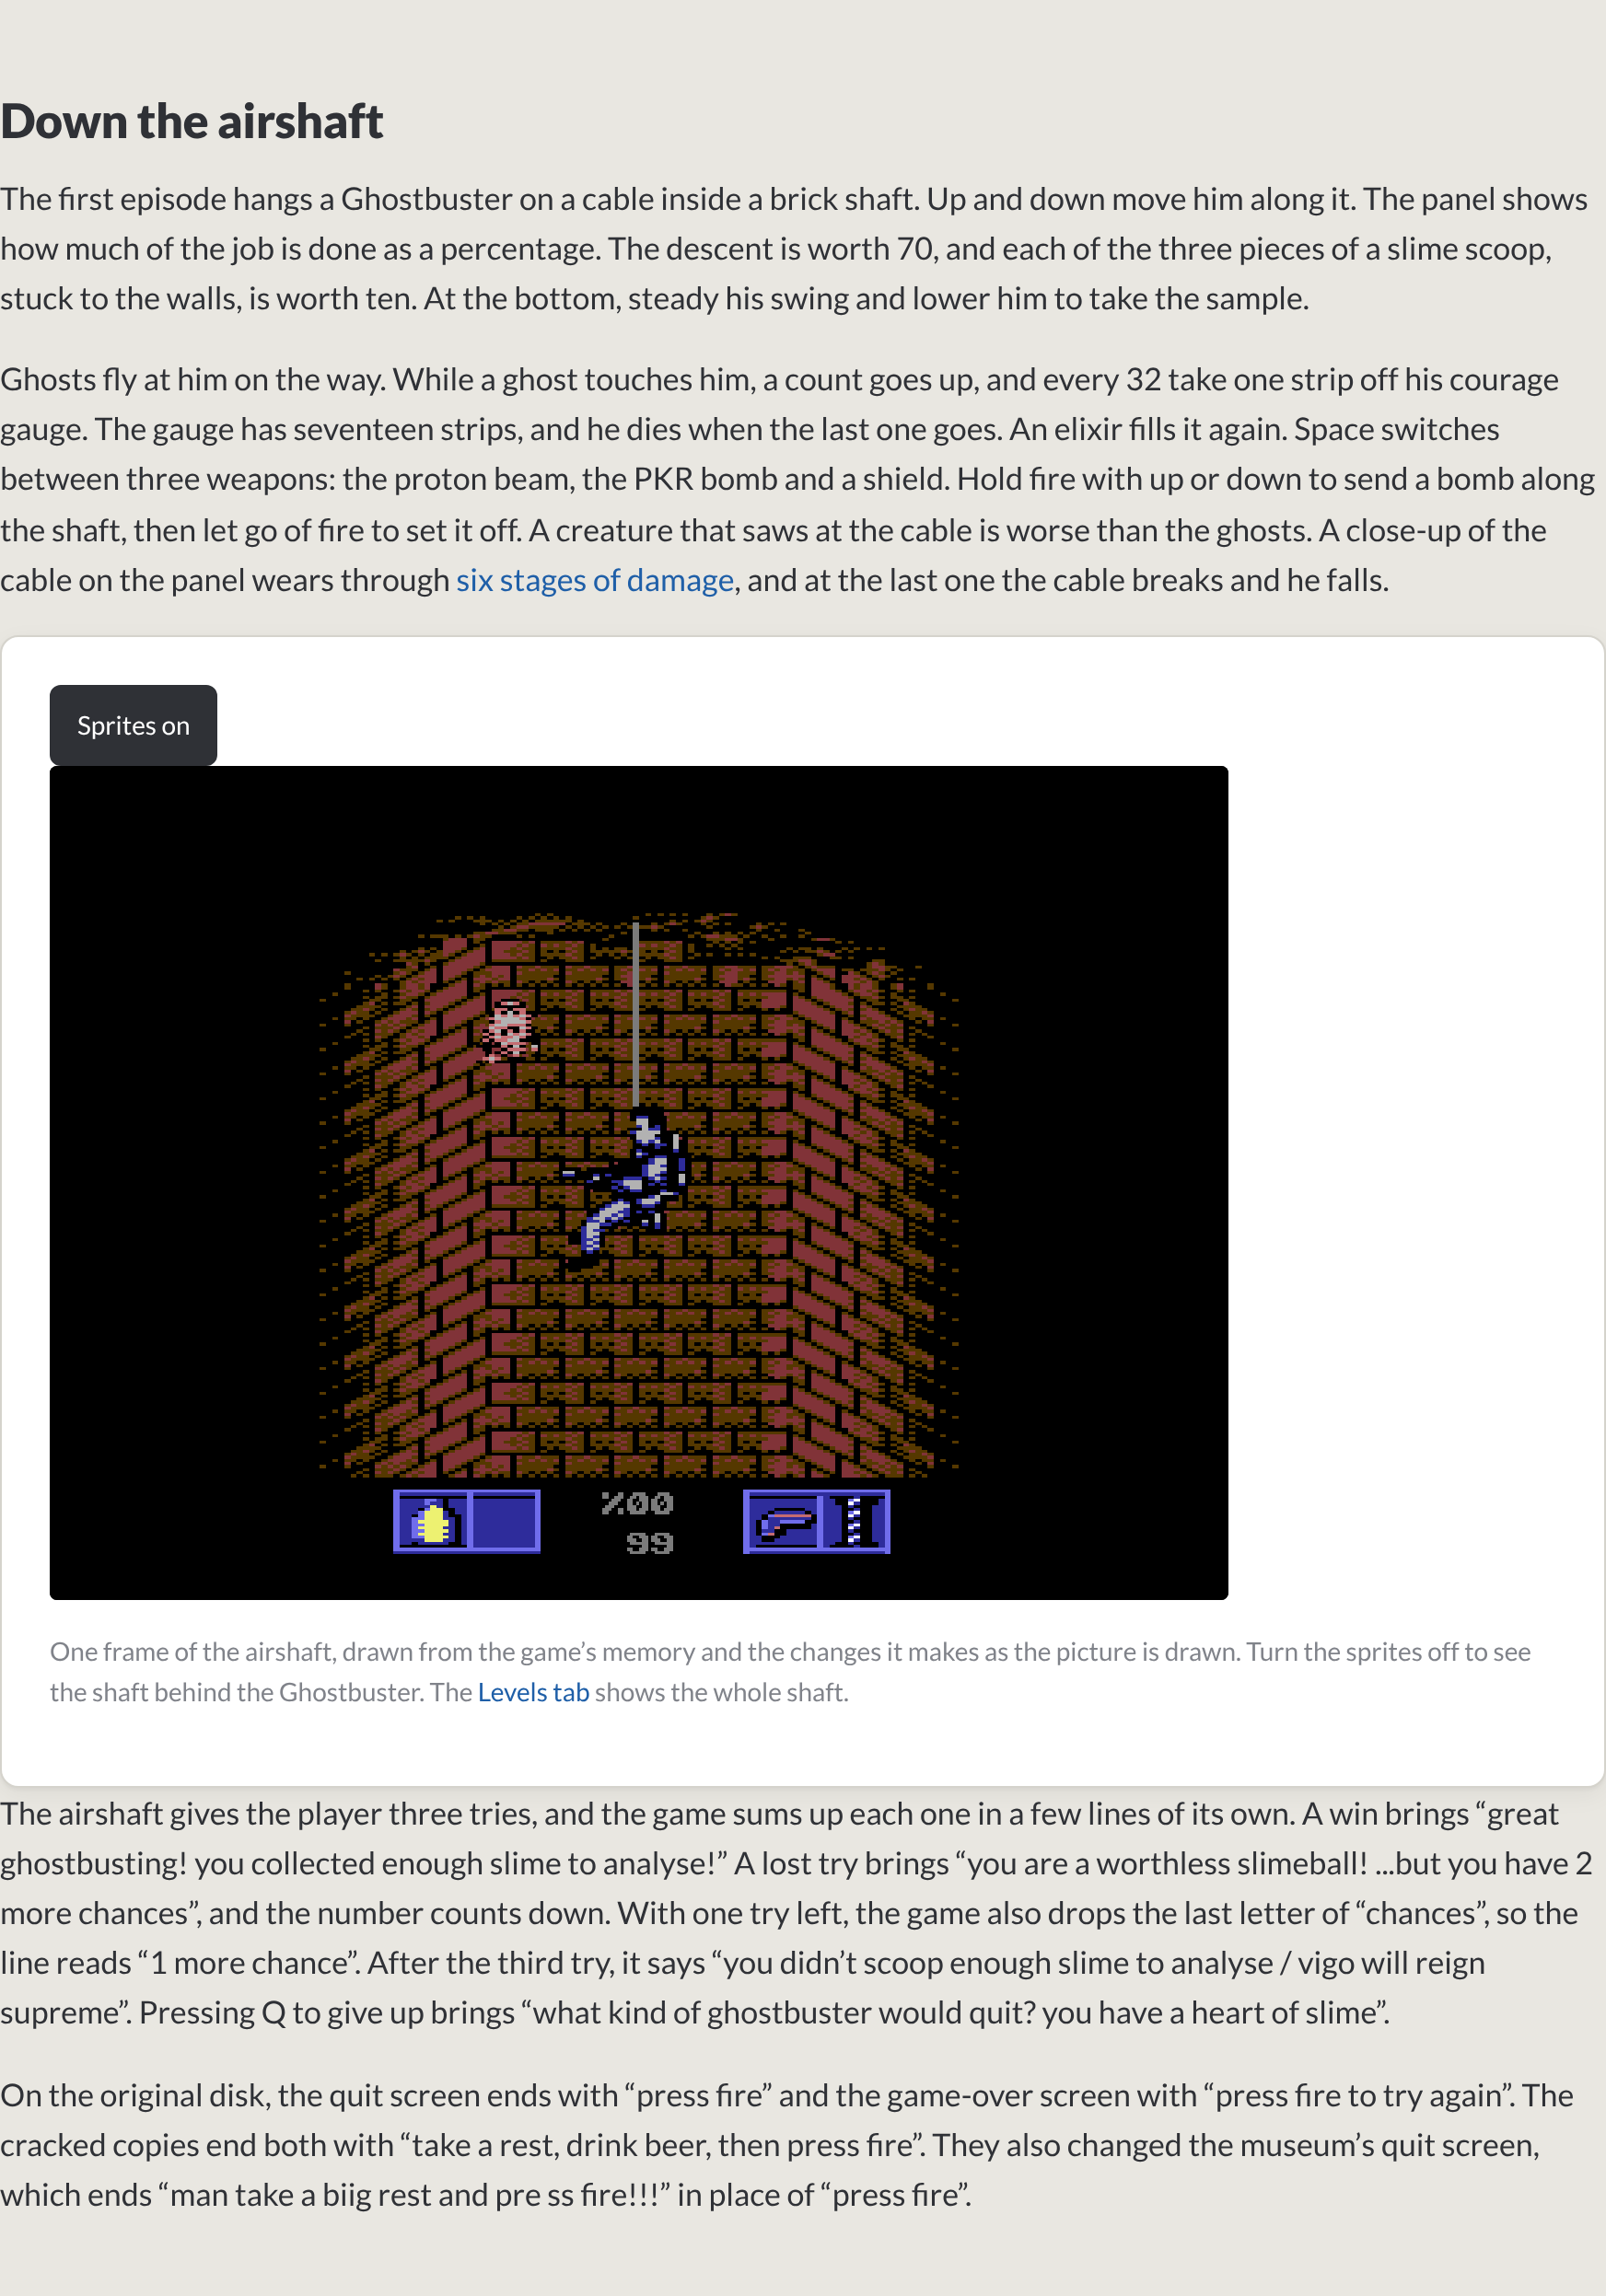 Down the airshaft
The first episode hangs a Ghostbuster on a cable inside a brick shaft. Up and down move him along it. The panel shows
how much of the job is done as a percentage. The descent is worth 70, and each of the three pieces of a slime scoop,
stuck to the walls, is worth ten. At the bottom, steady his swing and lower him to take the sample.
Ghosts fly at him on the way. While a ghost touches him, a count goes up, and every 32 take one strip off his courage
gauge. The gauge has seventeen strips, and he dies when the last one goes. An elixir fills it again. Space switches
between three weapons: the proton beam, the PKR bomb and a shield. Hold fire with up or down to send a bomb along
the shaft, then let go of fire to set it off. A creature that saws at the cable is worse than the ghosts. A close-up of the
cable on the panel wears through six stages of damage, and at the last one the cable breaks and he falls.
Sprites on
%00
99
One frame of the airshaft, drawn from the game’s memory and the changes it makes as the picture is drawn. Turn the sprites off to see
the shaft behind the Ghostbuster. The Levels tab shows the whole shaft.
The airshaft gives the player three tries, and the game sums up each one in a few lines of its own. A win brings “great
ghostbusting! you collected enough slime to analyse!” A lost try brings “you are a worthless slimeball! ...but you have 2
more chances”, and the number counts down. With one try left, the game also drops the last letter of “chances”, so the
line reads “1 more chance”. After the third try, it says “you didn’t scoop enough slime to analyse / vigo will reign
supreme”. Pressing Q to give up brings “what kind of ghostbuster would quit? you have a heart of slime”.
On the original disk, the quit screen ends with “press fire” and the game-over screen with “press fire to try again”. The
cracked copies end both with “take a rest, drink beer, then press fire”. They also changed the museum’s quit screen,
which ends “man take a biig rest and pre ss fire!!!” in place of “press fire”.